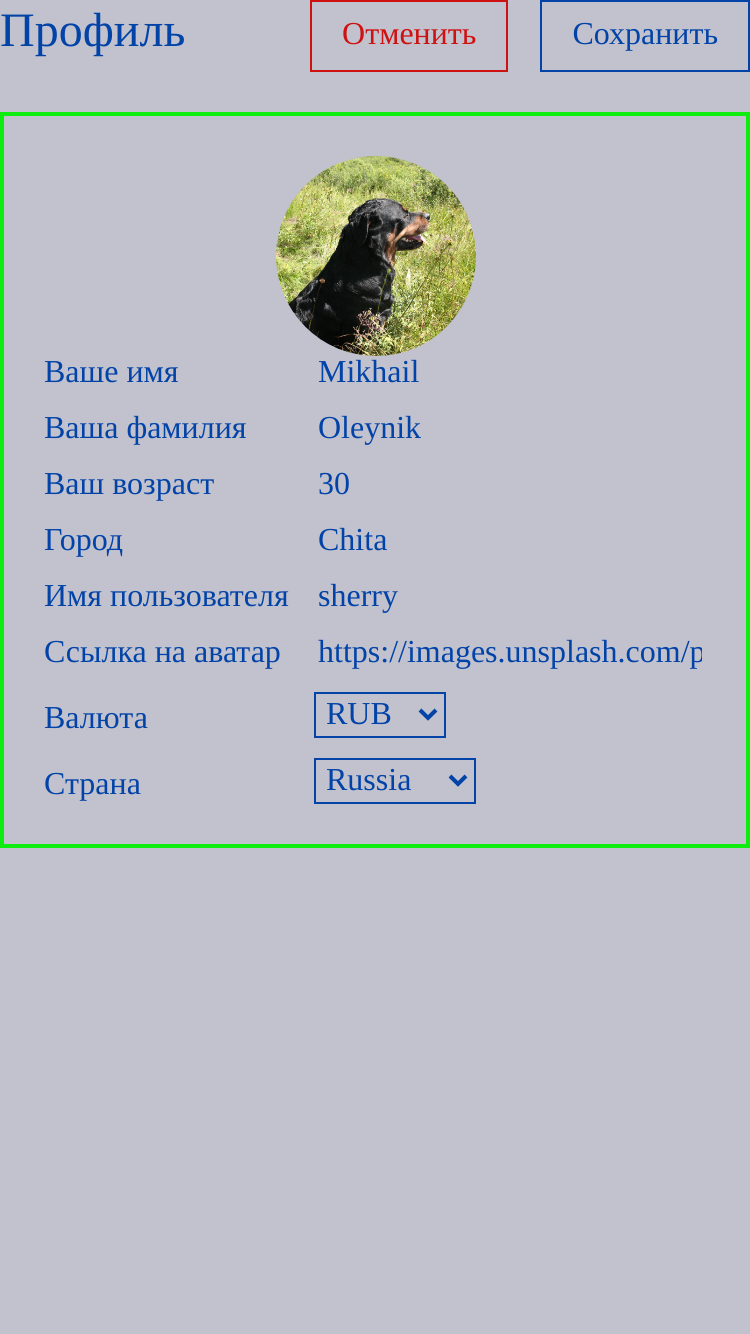 Профиль Отменить Сохранить
Ваше имя Mikhail
Ваша фамилия Oleynik
Ваш возраст 30
Город Chita
Имя пользователя sherry
Ссылка на аватар https://images.unsplash.com/p
Валюта RUB
Страна Russia